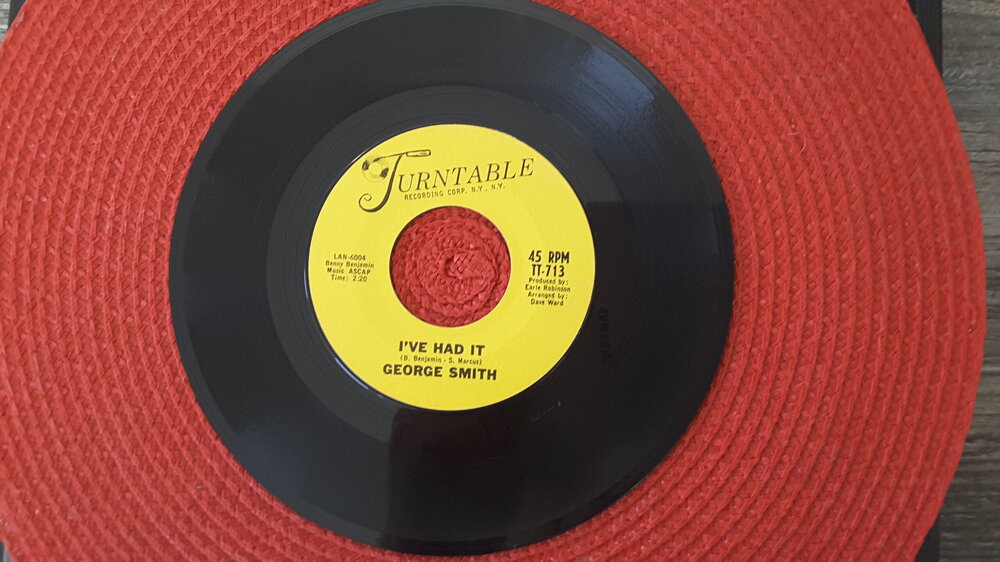 TURNTABLE
RECORDING CORP. N.Y., N.Y.
LAN-6004
Benny Benjamin
Music ASCAP
Time: 2:20
45 RPM
TT-713
Produced by:
Earle Robinson
Arranged by:
Dave Ward
I'VE HAD IT
(B. Benjamin - S. Marcus)
GEORGE SMITH